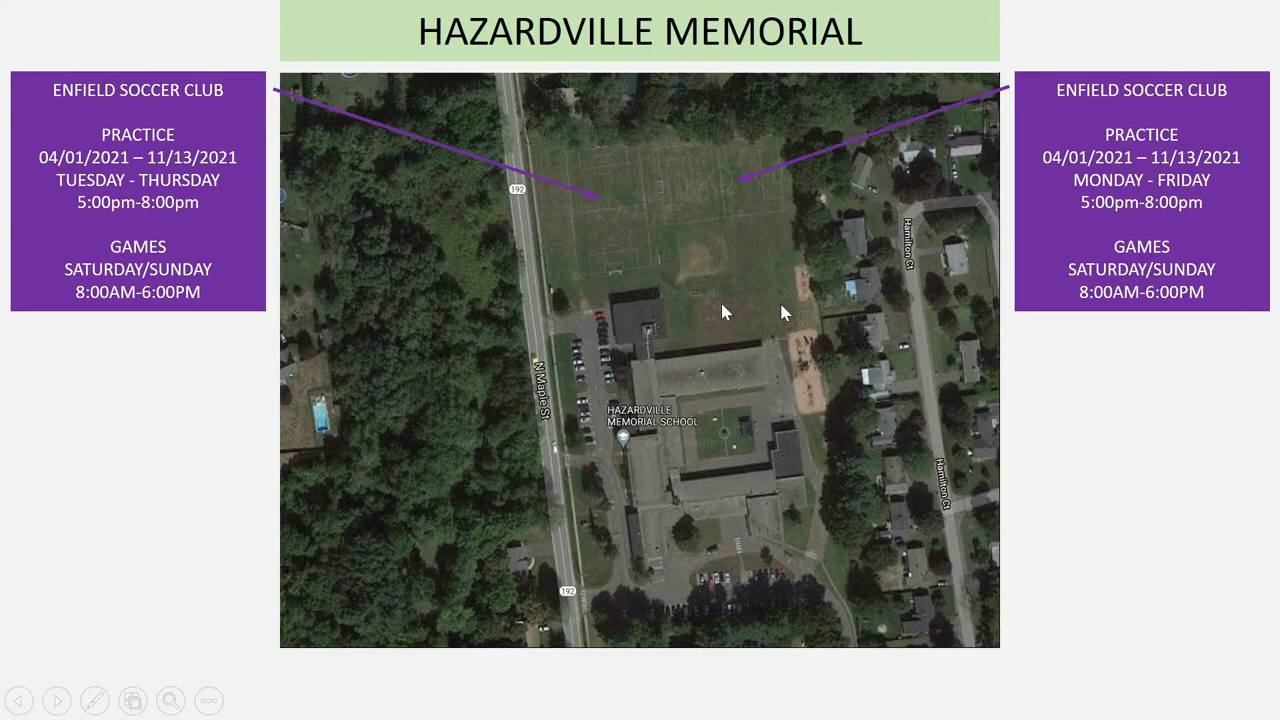 HAZARDVILLE MEMORIAL
ENFIELD SOCCER CLUB
PRACTICE
04/01/2021 – 11/13/2021
TUESDAY - THURSDAY
5:00pm-8:00pm
GAMES
SATURDAY/SUNDAY
8:00AM-6:00PM
ENFIELD SOCCER CLUB
PRACTICE
04/01/2021 – 11/13/2021
MONDAY - FRIDAY
5:00pm-8:00pm
GAMES
SATURDAY/SUNDAY
8:00AM-6:00PM
192
Hamilton Ct
N Maple St
HAZARDVILLE
MEMORIAL SCHOOL
Hamilton Ct
192